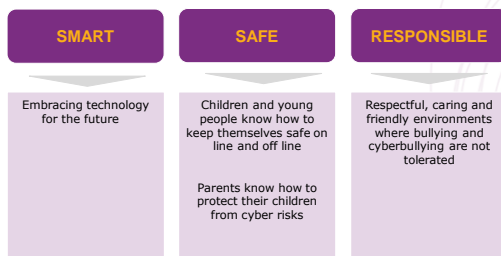 SMART
Embracing technology
for the future
SAFE
Children and young
people know how to
keep themselves safe on
line and off line
Parents know how to
protect their children
from cyber risks
RESPONSIBLE
Respectful, caring and
friendly environments
where bullying and
cyberbullying are not
tolerated